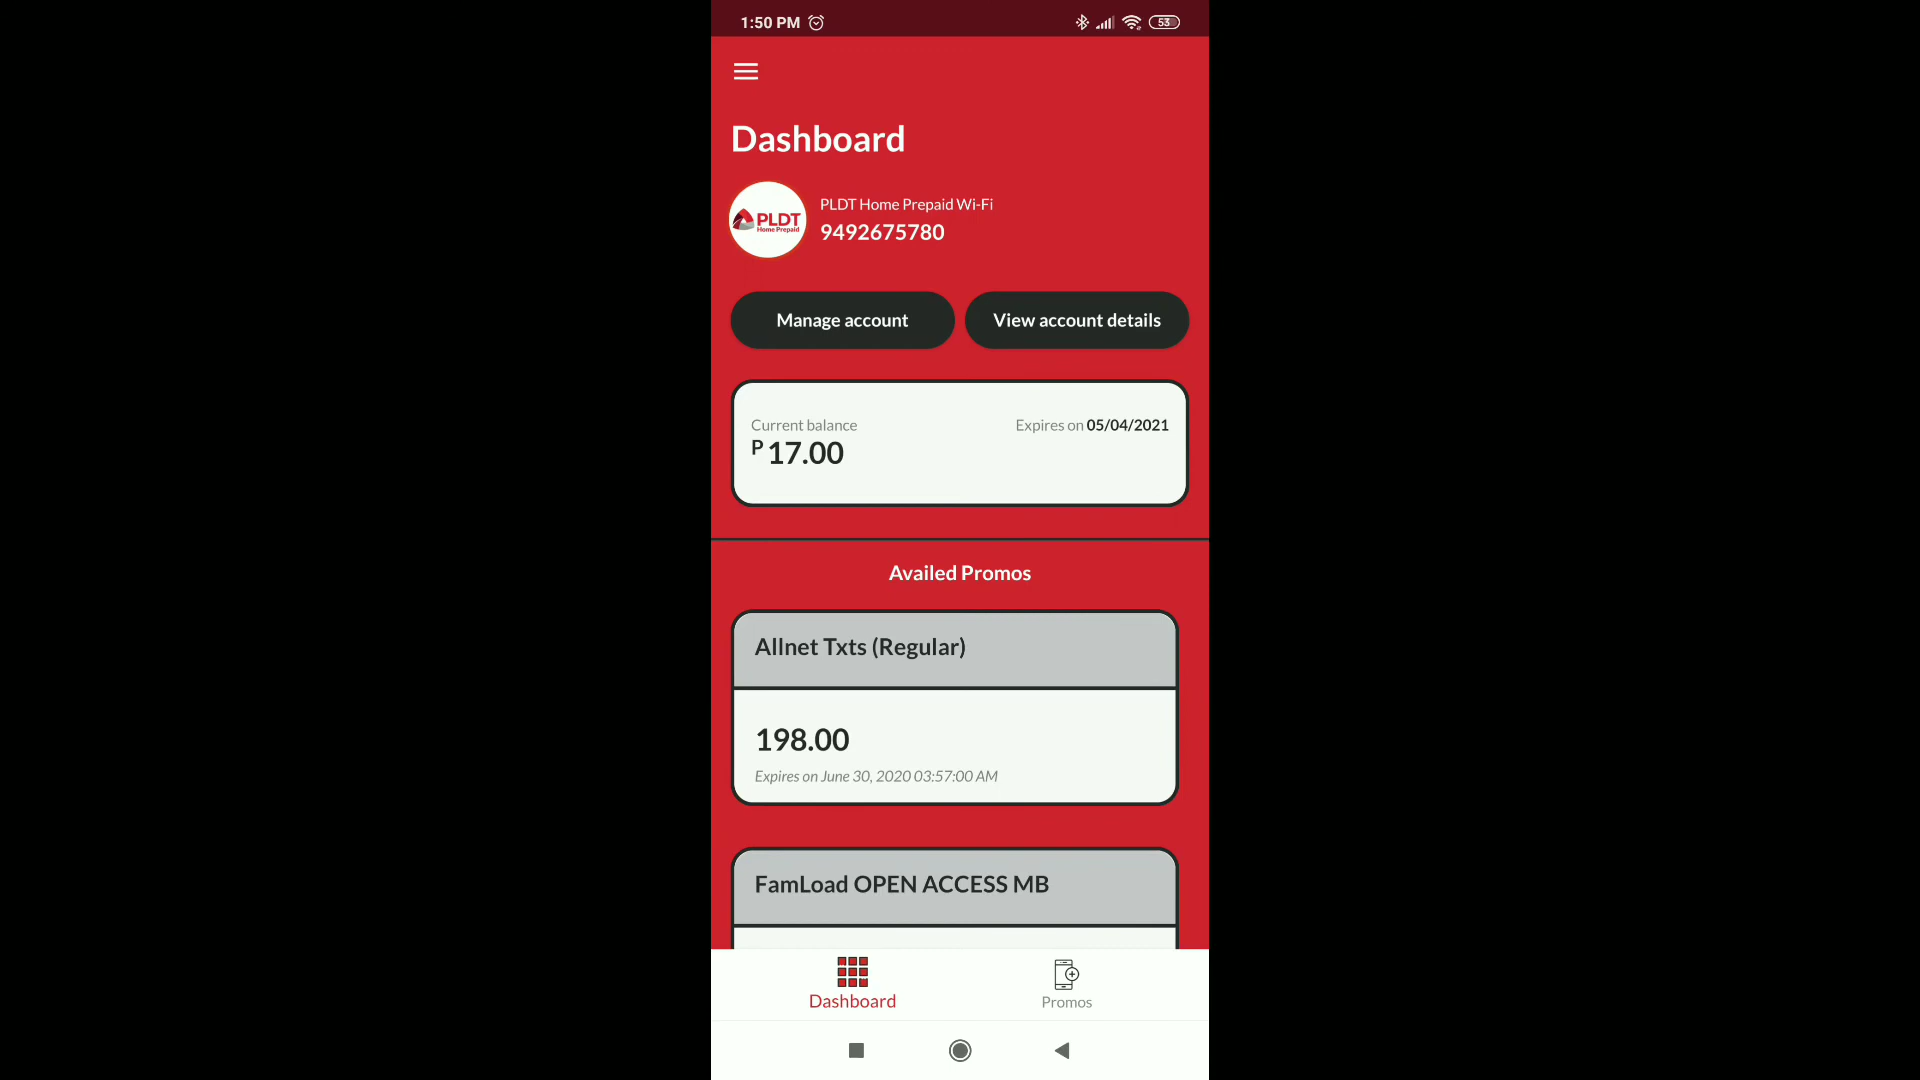 1:50 PM
53
Dashboard
PLDT
Home Prepaid
PLDT Home Prepaid Wi-Fi
9492675780
Manage account
View account details
Current balance
Expires on 05/04/2021
P 17.00
Availed Promos
Allnet Txts (Regular)
198.00
Expires on June 30, 2020 03:57:00 AM
FamLoad OPEN ACCESS MB
Dashboard
Promos